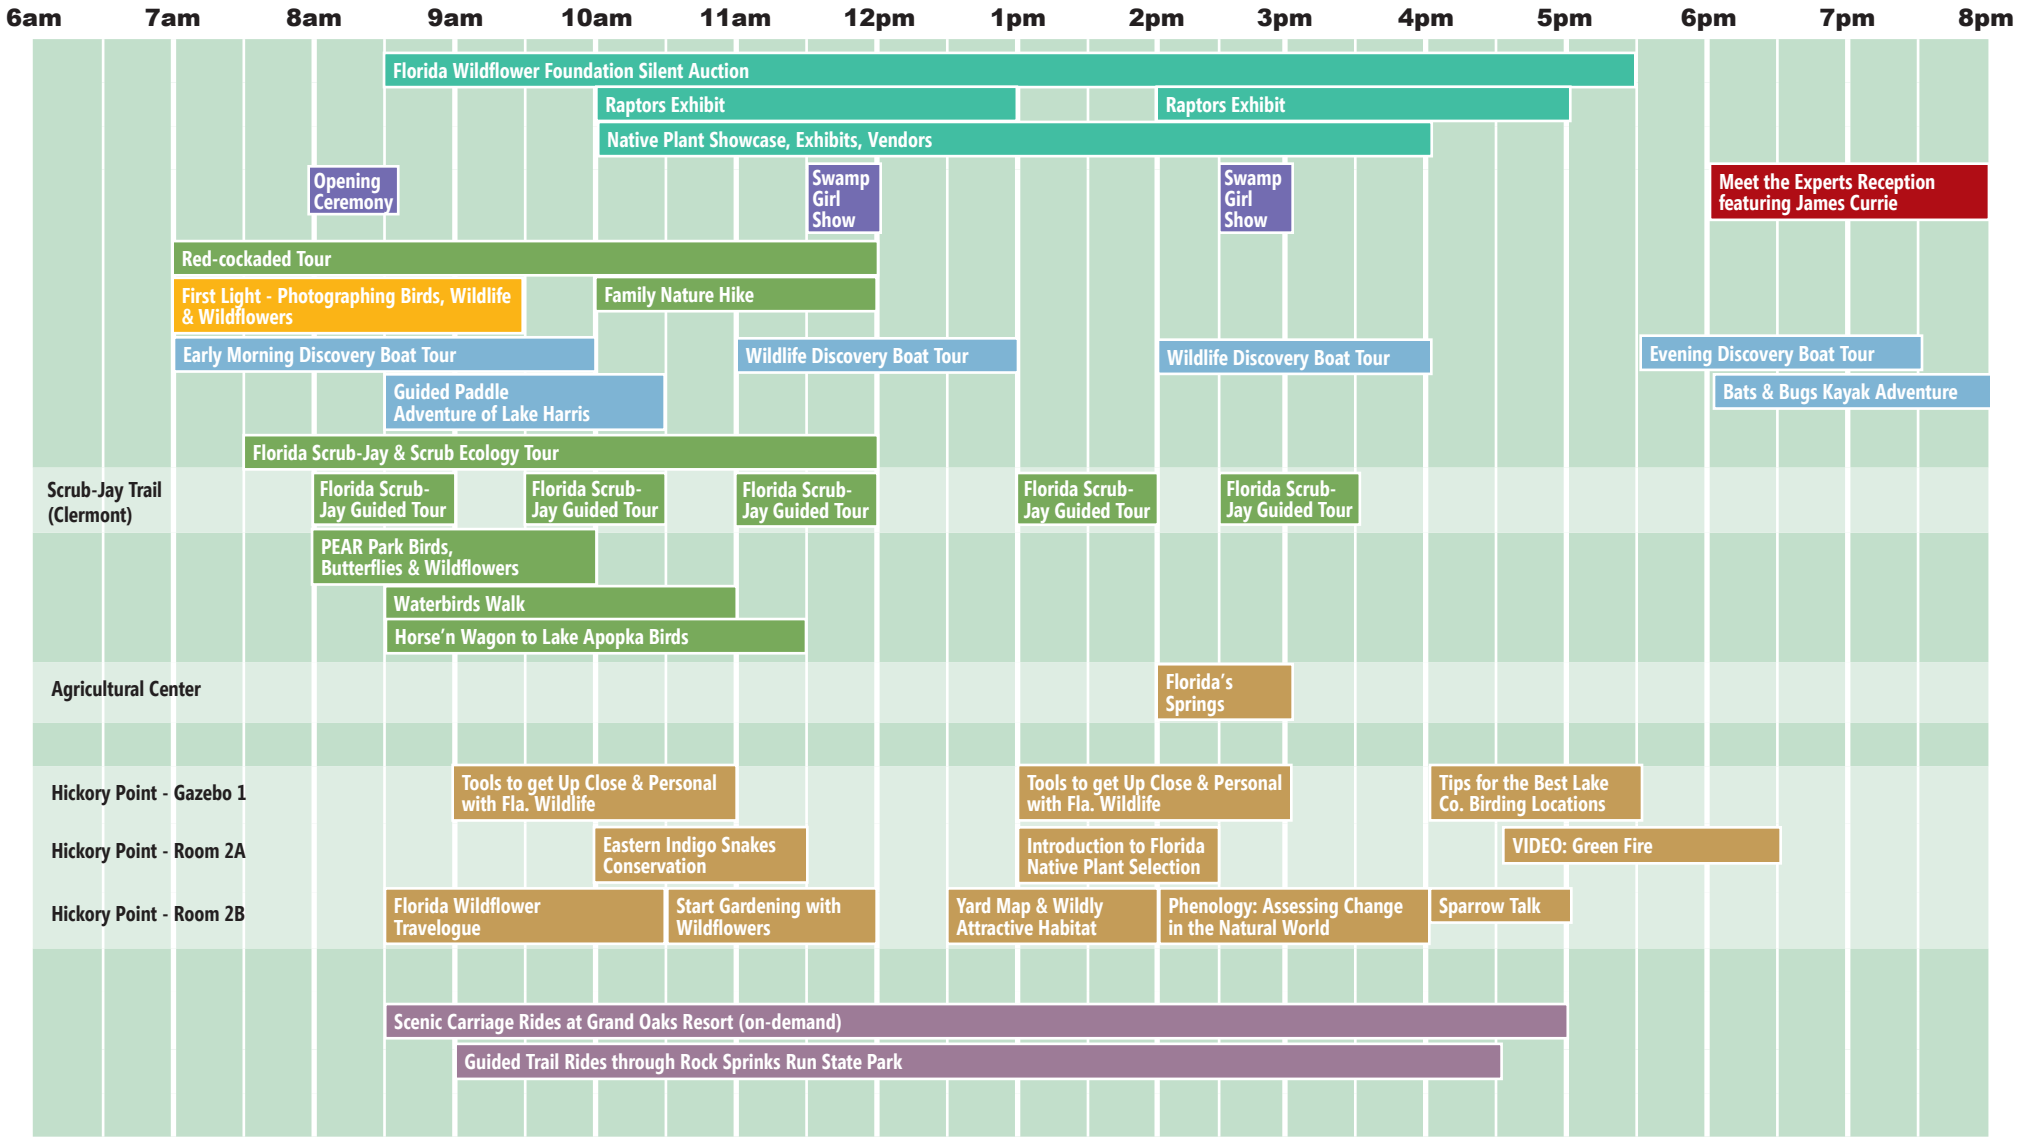 6am 7am 8am 9am 10am 11am 12pm 1pm 2pm 3pm 4pm 5pm 6pm 7pm 8pm
Florida Wildflower Foundation Silent Auction
Raptors Exhibit
Raptors Exhibit
Native Plant Showcase, Exhibits, Vendors
Opening
Ceremony
Swamp
Girl
Show
Swamp
Girl
Show
Meet the Experts Reception
featuring James Currie
Red-cockaded Tour
First Light - Photographing Birds, Wildlife
& Wildflowers
Family Nature Hike
Early Morning Discovery Boat Tour
Wildlife Discovery Boat Tour
Wildlife Discovery Boat Tour
Evening Discovery Boat Tour
Guided Paddle
Adventure of Lake Harris
Bats & Bugs Kayak Adventure
Florida Scrub-Jay & Scrub Ecology Tour
Scrub-Jay Trail
(Clermont)
Florida Scrub-
Jay Guided Tour
Florida Scrub-
Jay Guided Tour
Florida Scrub-
Jay Guided Tour
Florida Scrub-
Jay Guided Tour
Florida Scrub-
Jay Guided Tour
PEAR Park Birds,
Butterflies & Wildflowers
Waterbirds Walk
Horse'n Wagon to Lake Apopka Birds
Agricultural Center
Florida's
Springs
Hickory Point - Gazebo 1
Tools to get Up Close & Personal
with Fla. Wildlife
Tools to get Up Close & Personal
with Fla. Wildlife
Tips for the Best Lake
Co. Birding Locations
Hickory Point - Room 2A
Eastern Indigo Snakes
Conservation
Introduction to Florida
Native Plant Selection
VIDEO: Green Fire
Hickory Point - Room 2B
Florida Wildflower
Travelogue
Start Gardening with
Wildflowers
Yard Map & Wildly
Attractive Habitat
Phenology: Assessing Change
in the Natural World
Sparrow Talk
Scenic Carriage Rides at Grand Oaks Resort (on-demand)
Guided Trail Rides through Rock Sprinks Run State Park